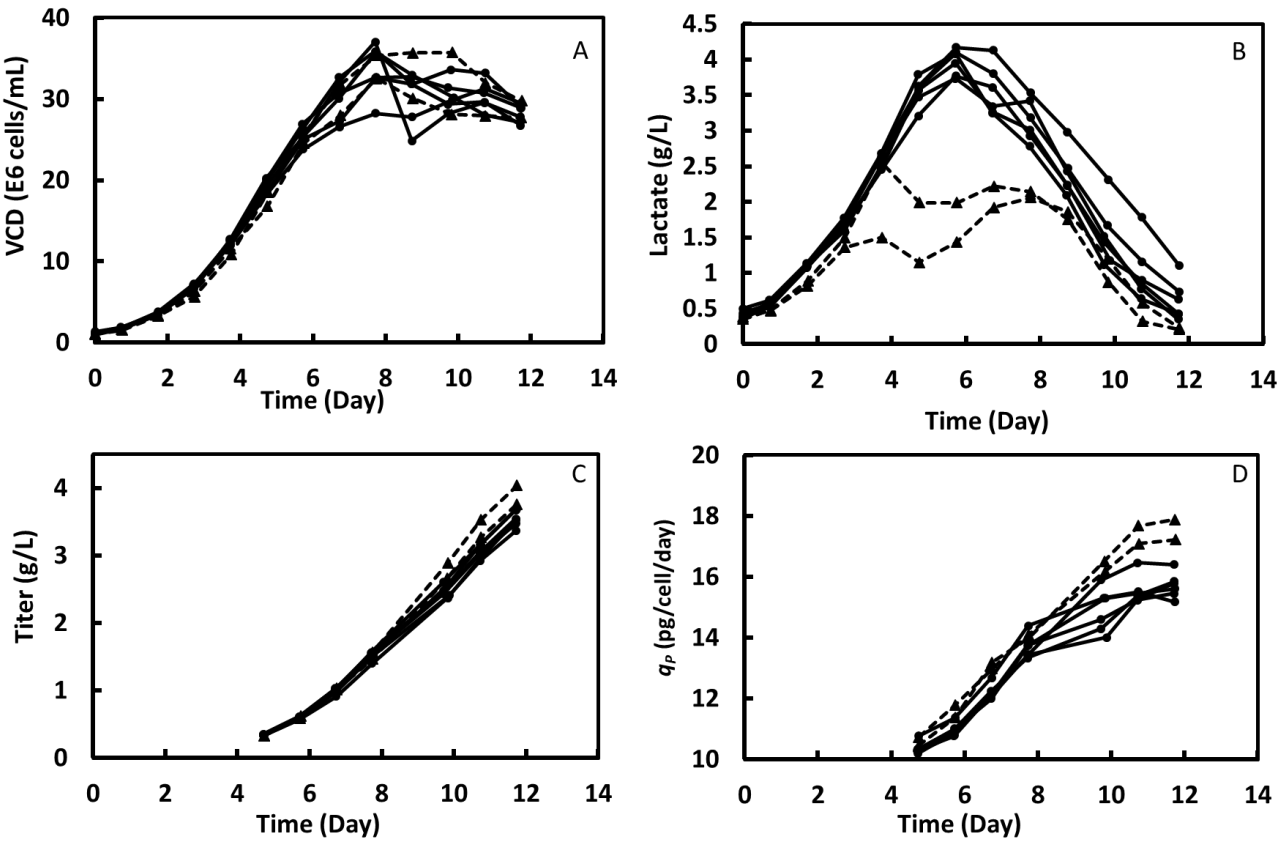 A
VCD (E6 cells/mL)
40
30
20
10
0
0 2 4 6 8 10 12 14
Time (Day)
B
Lactate (g/L)
4.5
4
3.5
3
2.5
2
1.5
1
0.5
0
0 2 4 6 8 10 12 14
Time (Day)
C
Titer (g/L)
4
3
2
1
0
0 2 4 6 8 10 12 14
Time (Day)
D
qP (pg/cell/day)
20
18
16
14
12
10
0 2 4 6 8 10 12 14
Time (Day)